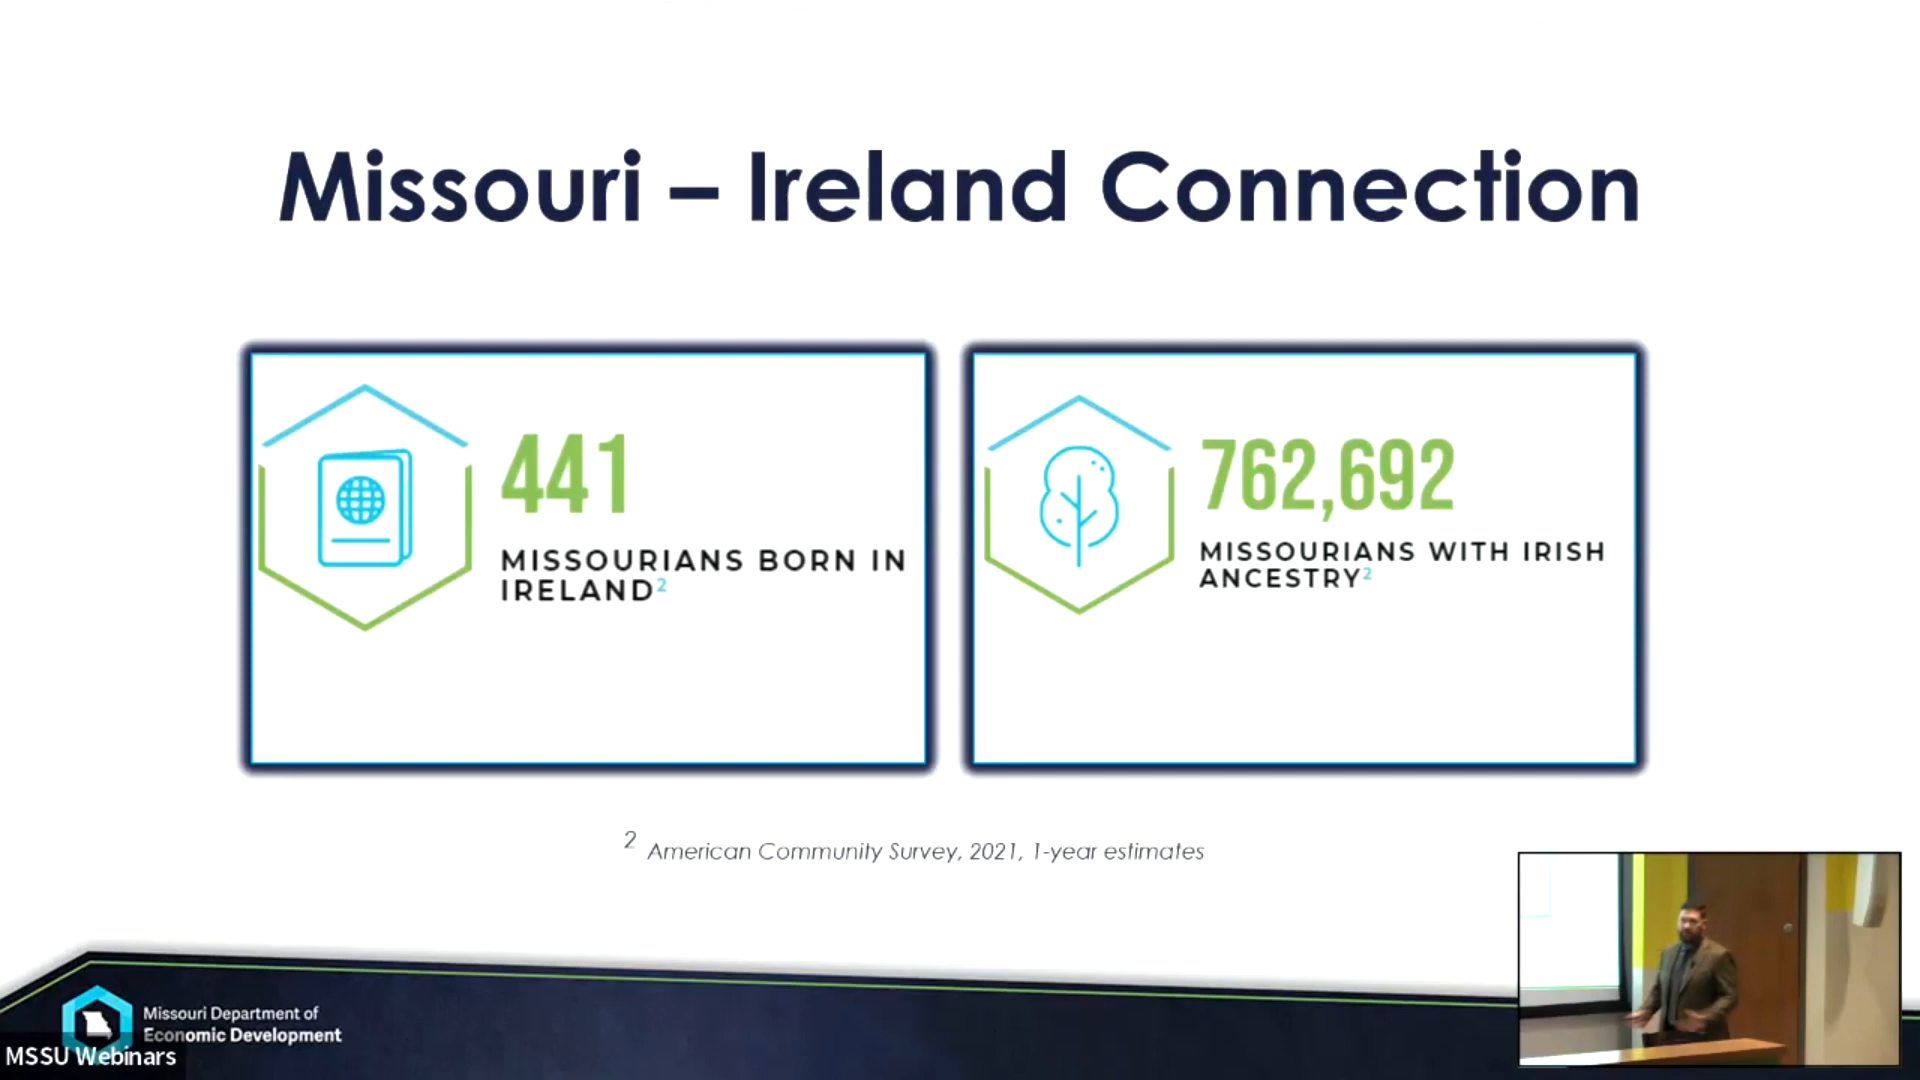 Missouri – Ireland Connection
441
MISSOURIANS BORN IN
IRELAND²
762,692
MISSOURIANS WITH IRISH
ANCESTRY²
² American Community Survey, 2021, 1-year estimates
Missouri Department of
Economic Development
MSSU Webinars